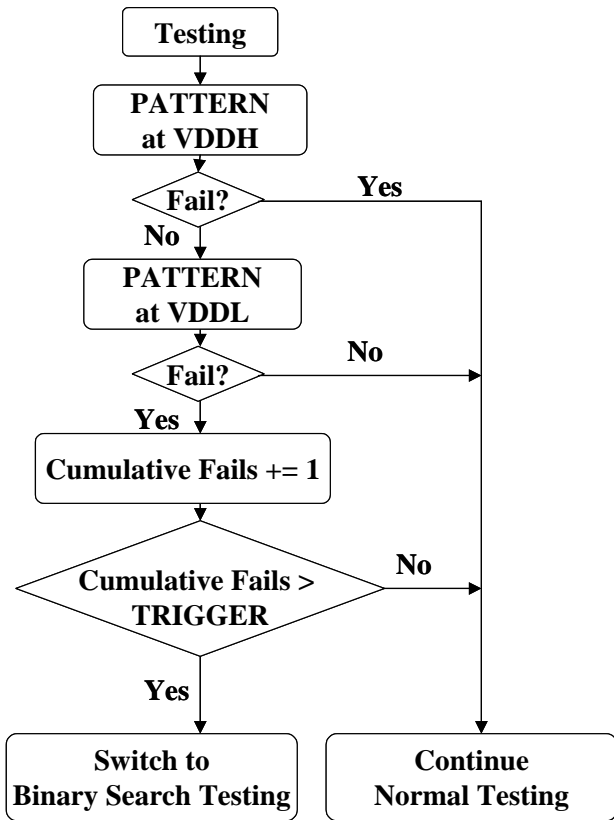 Testing
PATTERN
at VDDH
Fail?
Yes
No
PATTERN
at VDDL
Fail?
No
Yes
Cumulative Fails += 1
Cumulative Fails >
TRIGGER
No
Yes
Switch to
Binary Search Testing
Continue
Normal Testing